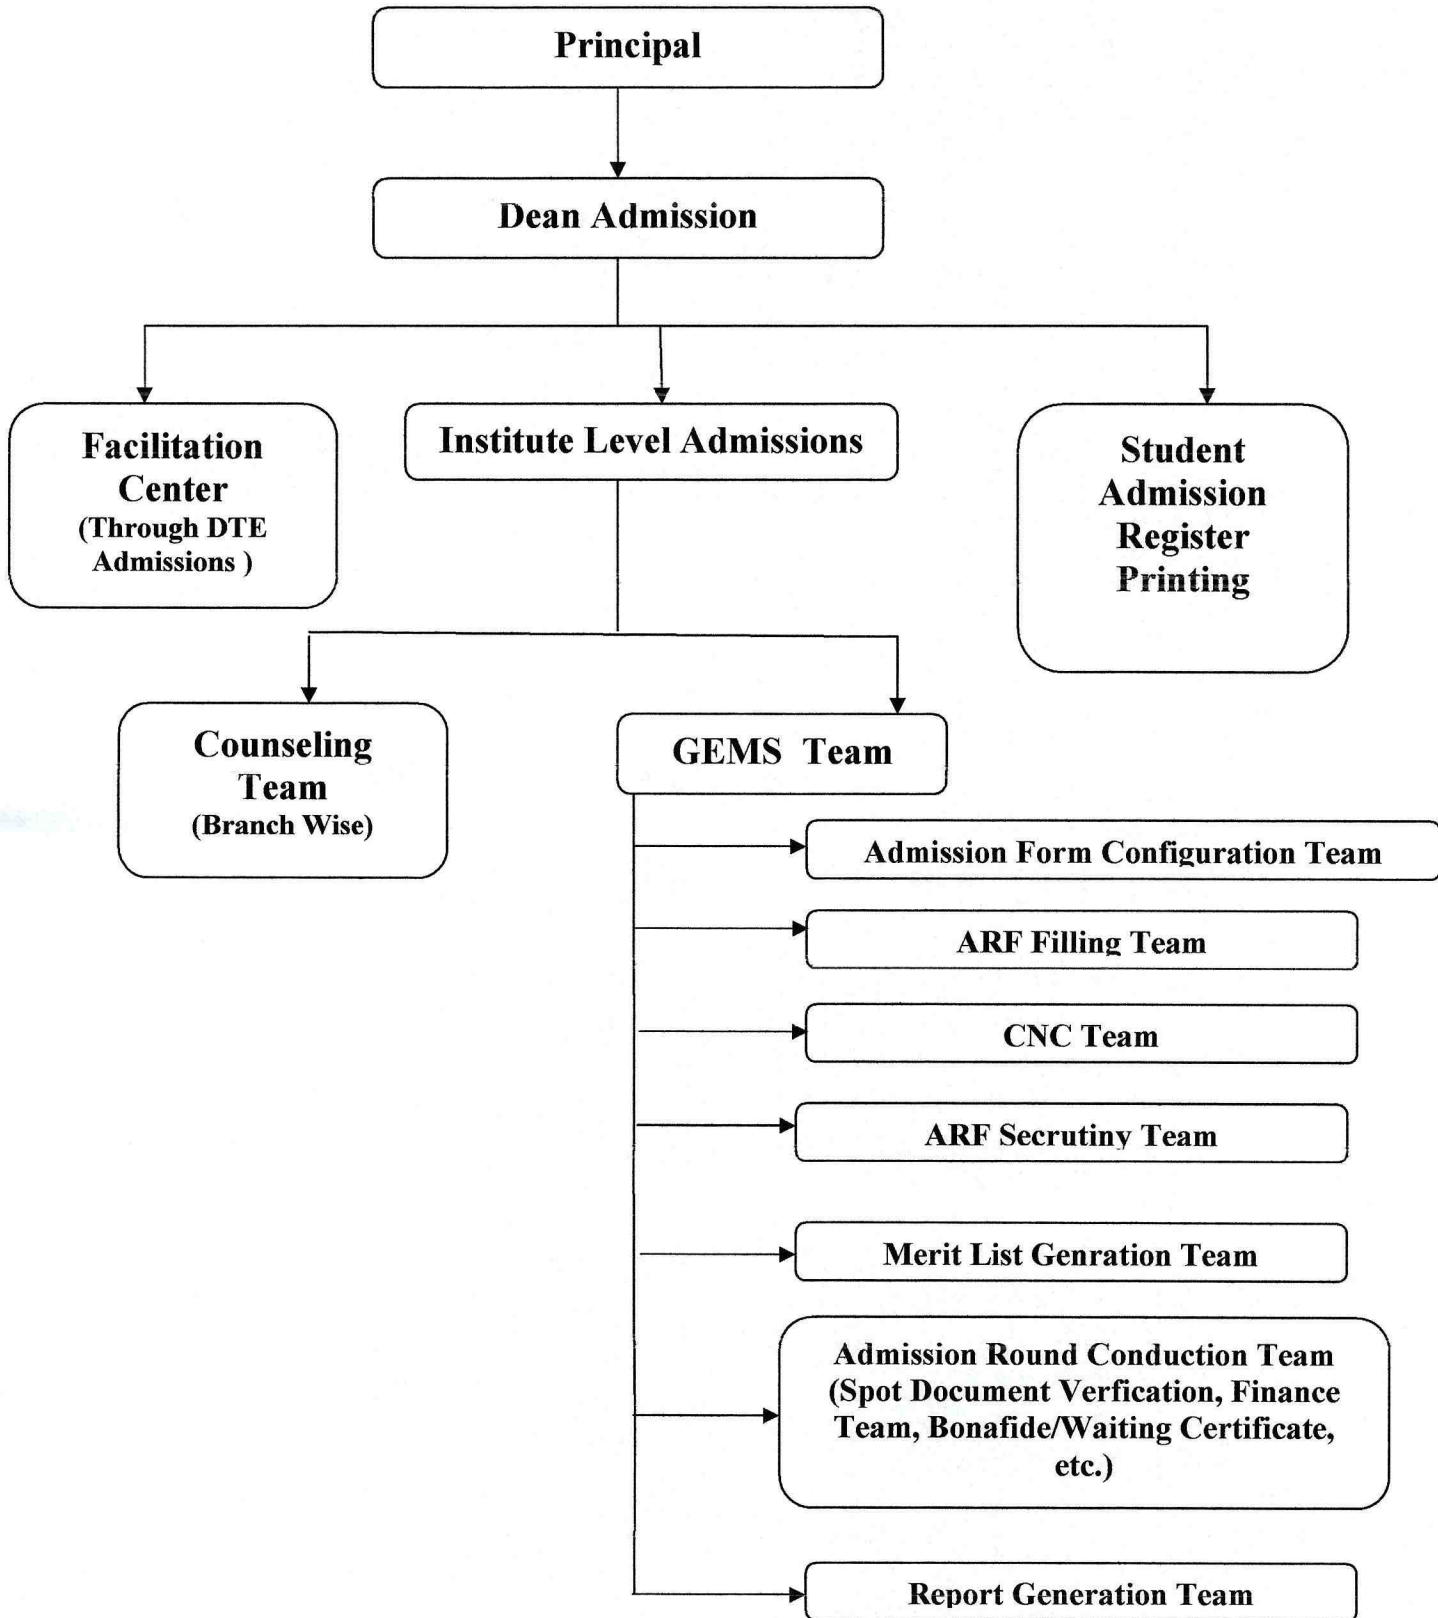 Principal
Dean Admission
Facilitation
Center
(Through DTE
Admissions )
Institute Level Admissions
Student
Admission
Register
Printing
Counseling
Team
(Branch Wise)
GEMS Team
Admission Form Configuration Team
ARF Filling Team
CNC Team
ARF Secrutiny Team
Merit List Genration Team
Admission Round Conduction Team
(Spot Document Verfication, Finance
Team, Bonafide/Waiting Certificate,
etc.)
Report Generation Team